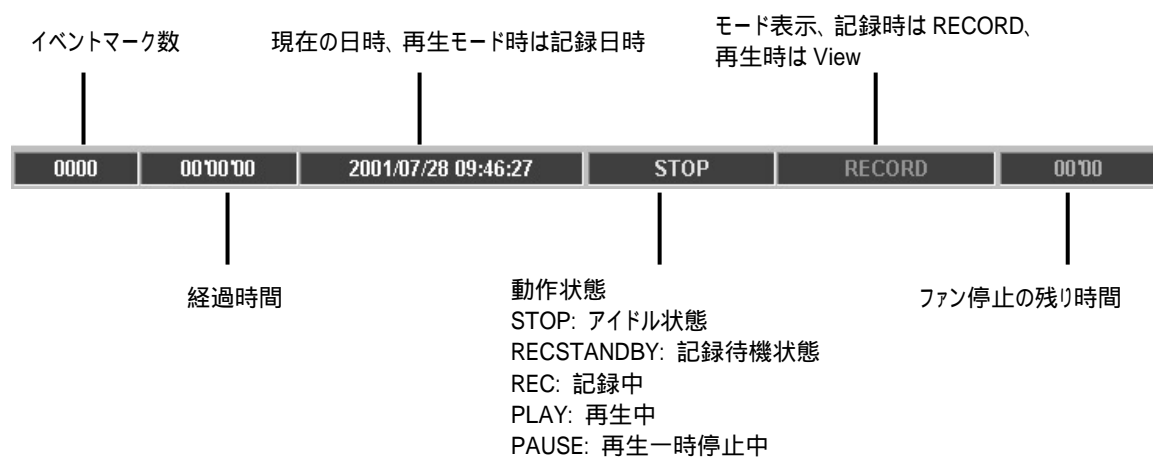 イベントマーク数
現在の日時、再生モード時は記録日時
モード表示、記録時は RECORD、
再生時は View
0000
00'00'00
2001/07/28 09:46:27
STOP
RECORD
00'00
経過時間
動作状態
STOP: アイドル状態
RECSTANDBY: 記録待機状態
REC: 記録中
PLAY: 再生中
PAUSE: 再生一時停止中
ファン停止の残り時間